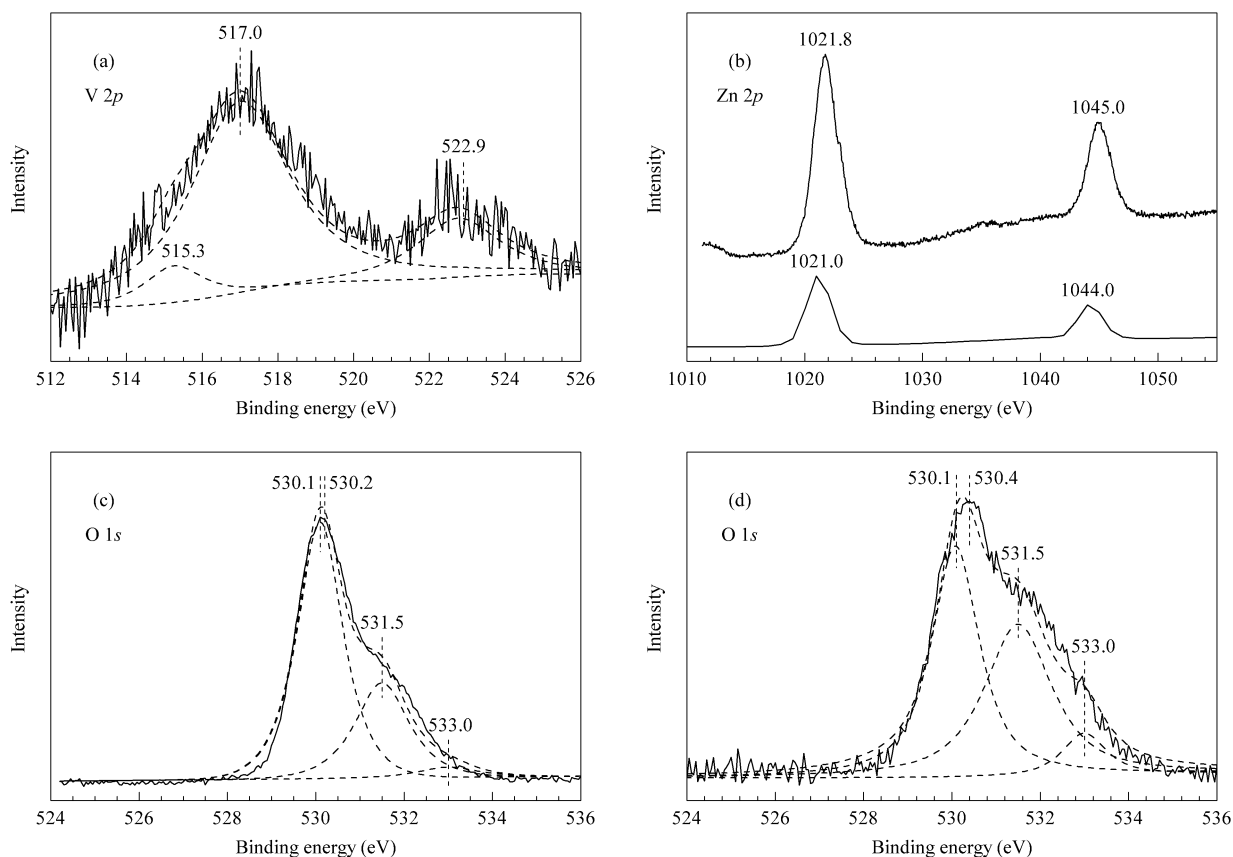 517.0
(a)
V 2p
522.9
515.3
Intensity
512 514 516 518 520 522 524 526
Binding energy (eV)
1021.8
(b)
Zn 2p
1045.0
1021.0
1044.0
Intensity
1010 1020 1030 1040 1050
Binding energy (eV)
530.1 530.2
(c)
O 1s
531.5
533.0
Intensity
524 526 528 530 532 534 536
Binding energy (eV)
530.1 530.4
(d)
O 1s
531.5
533.0
Intensity
524 526 528 530 532 534 536
Binding energy (eV)